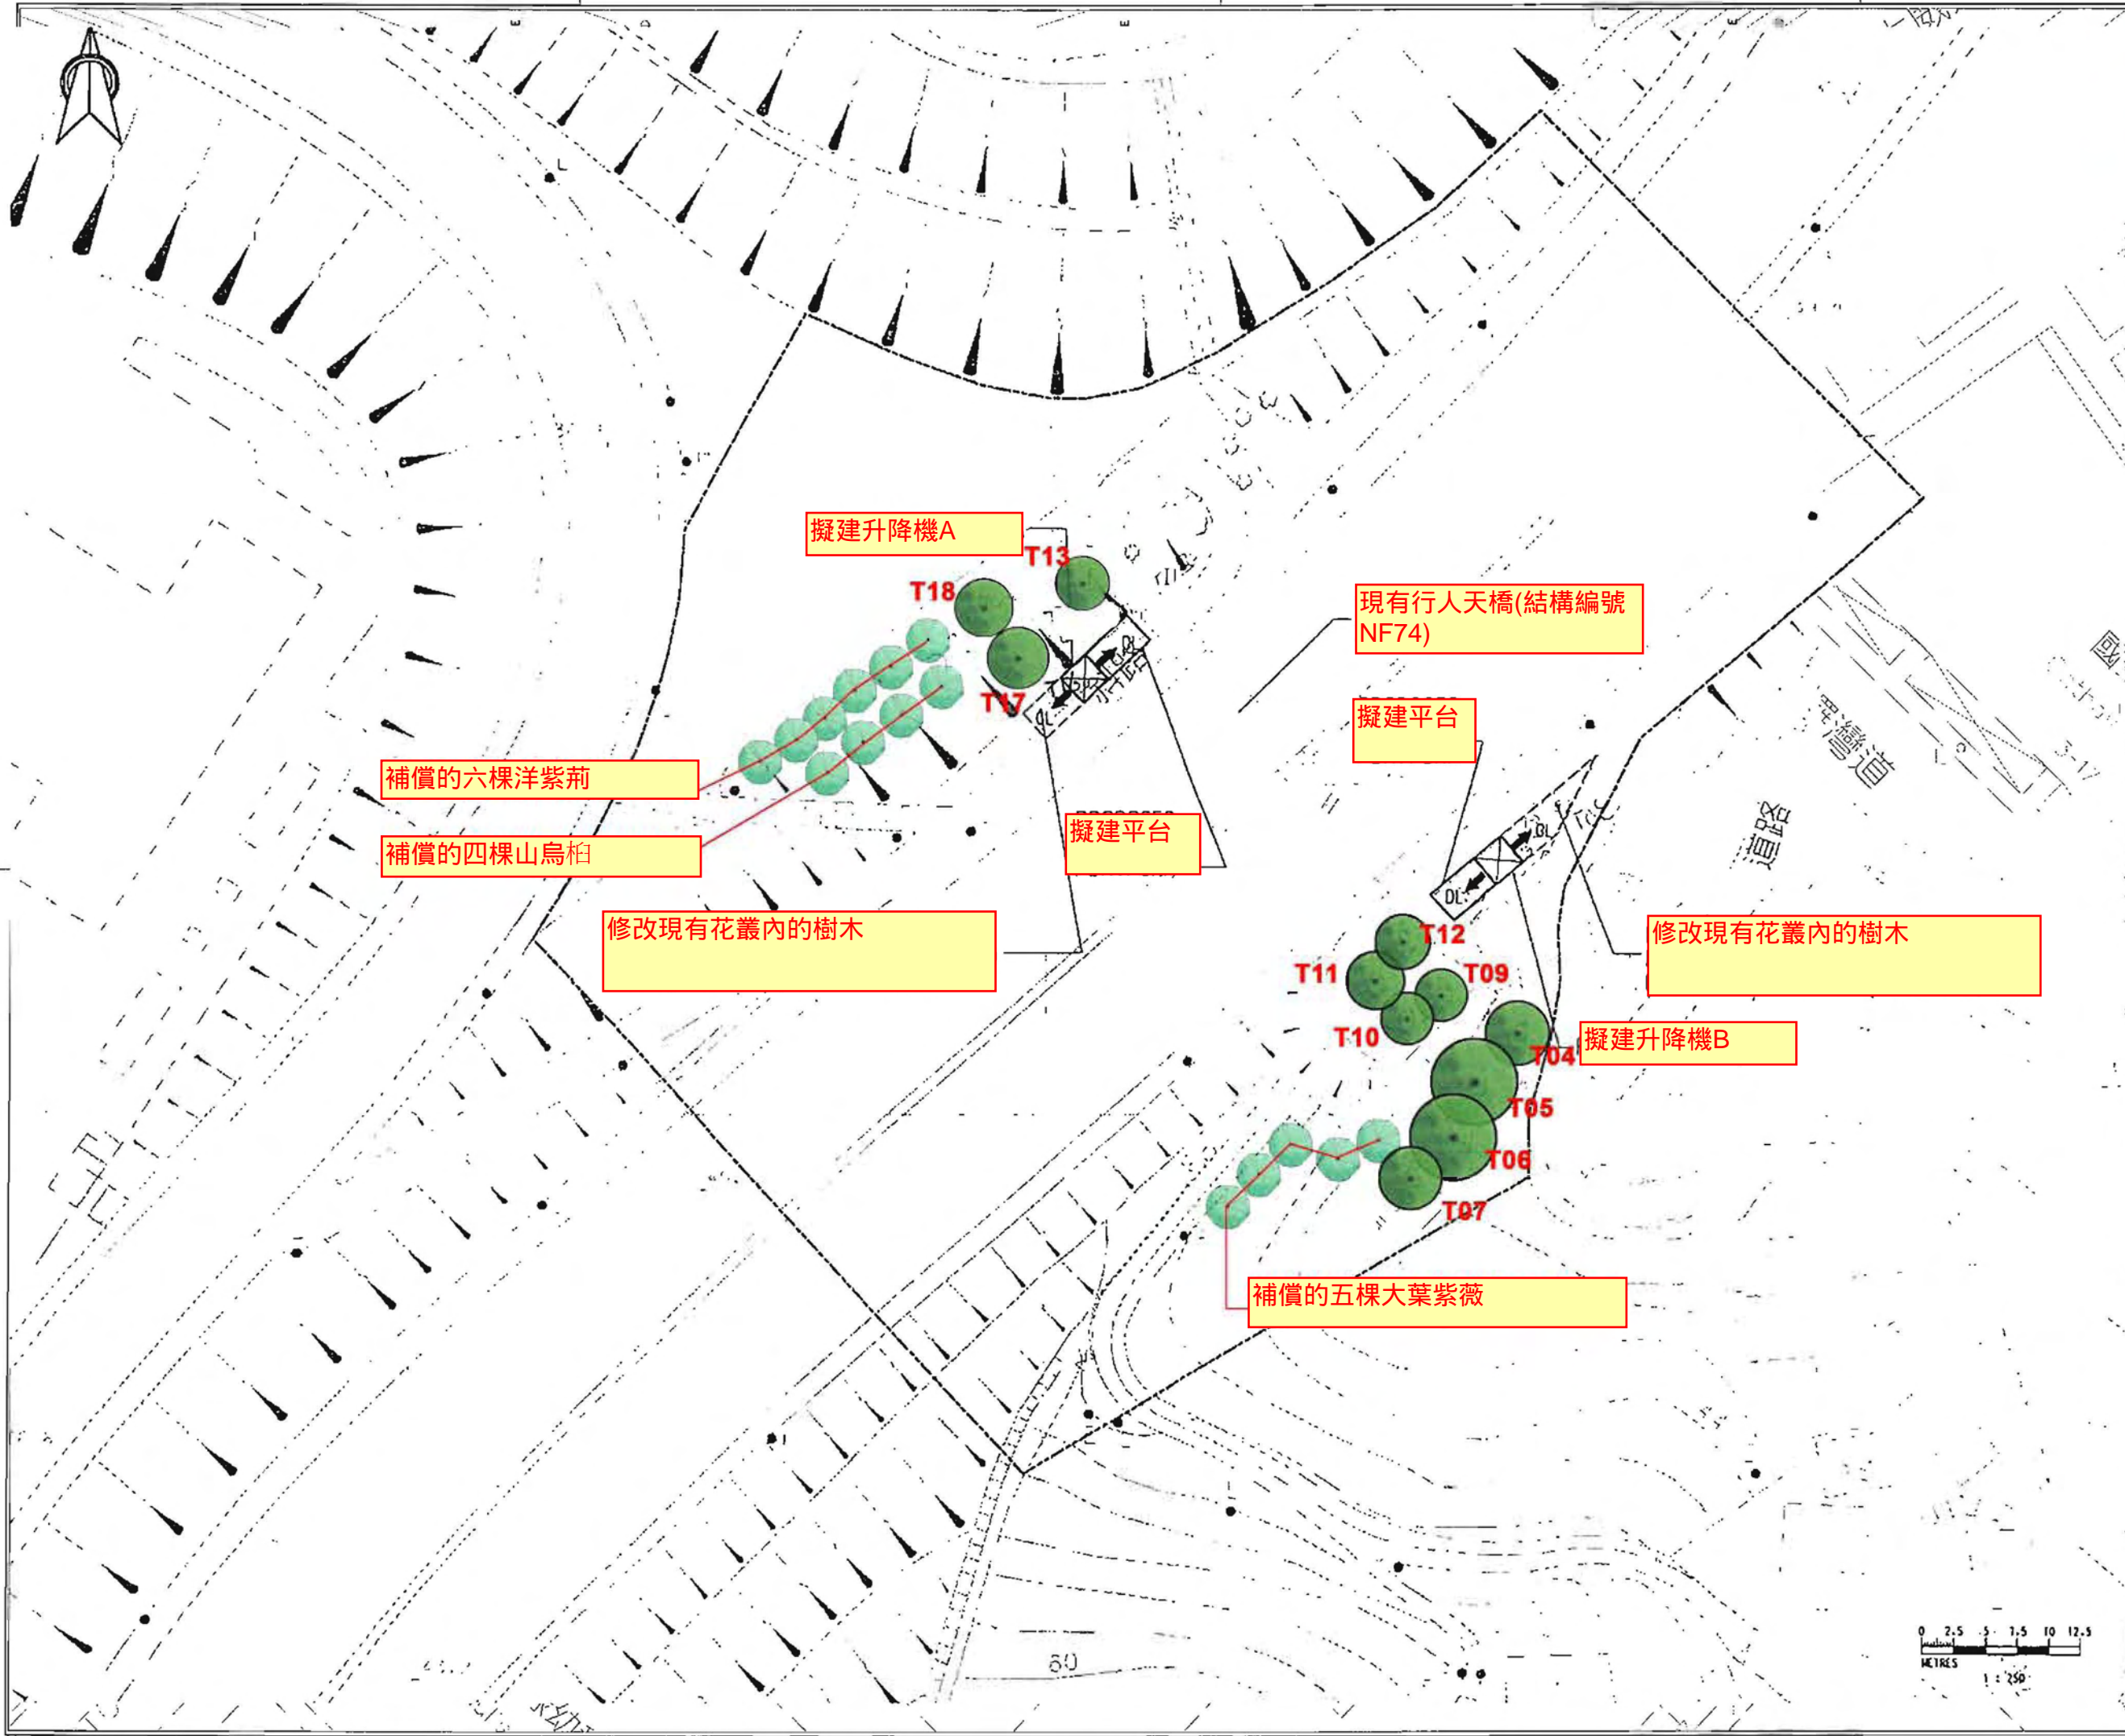 擬建升降機A
T13
T18
現有行人天橋(結構編號
NF74)
T17
擬建平台
補償的六棵洋紫荊
擬建平台
補償的四棵山烏桕
DL
修改現有花叢內的樹木
T12
修改現有花叢內的樹木
T11
T09
T10
擬建升降機B
T04
T05
T06
T07
補償的五棵大葉紫薇
道路
0 2.5 5 7.5 10 12.5
METRES
1 : 250
60